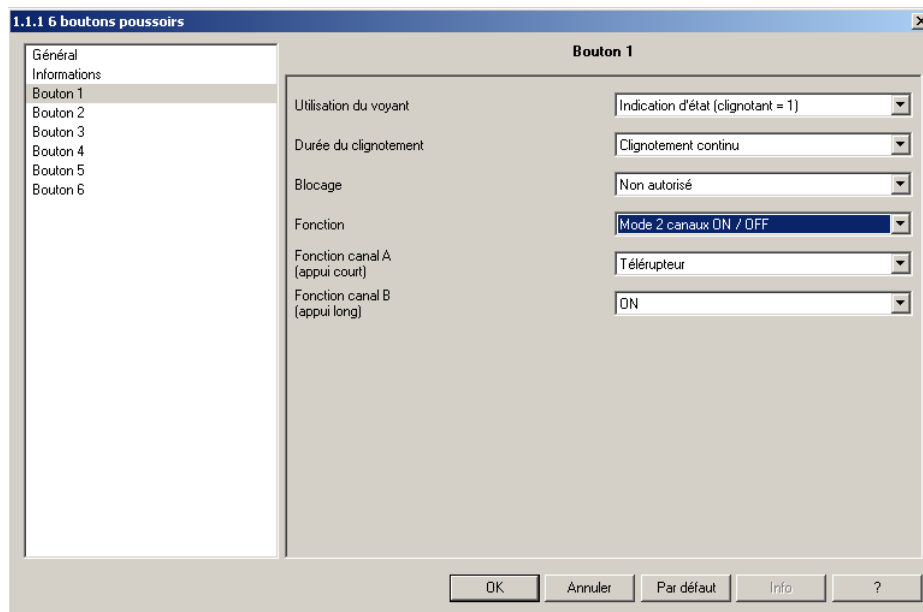 1.1.1 6 boutons poussoirs
Général
Informations
Bouton 1
Bouton 2
Bouton 3
Bouton 4
Bouton 5
Bouton 6
Bouton 1
Utilisation du voyant
Indication d'état (clignotant = 1)
Durée du clignotement
Clignotement continu
Blocage
Non autorisé
Fonction
Mode 2 canaux ON / OFF
Fonction canal A
(appui court)
Télérupteur
Fonction canal B
(appui long)
ON
OK
Annuler
Par défaut
Info
?